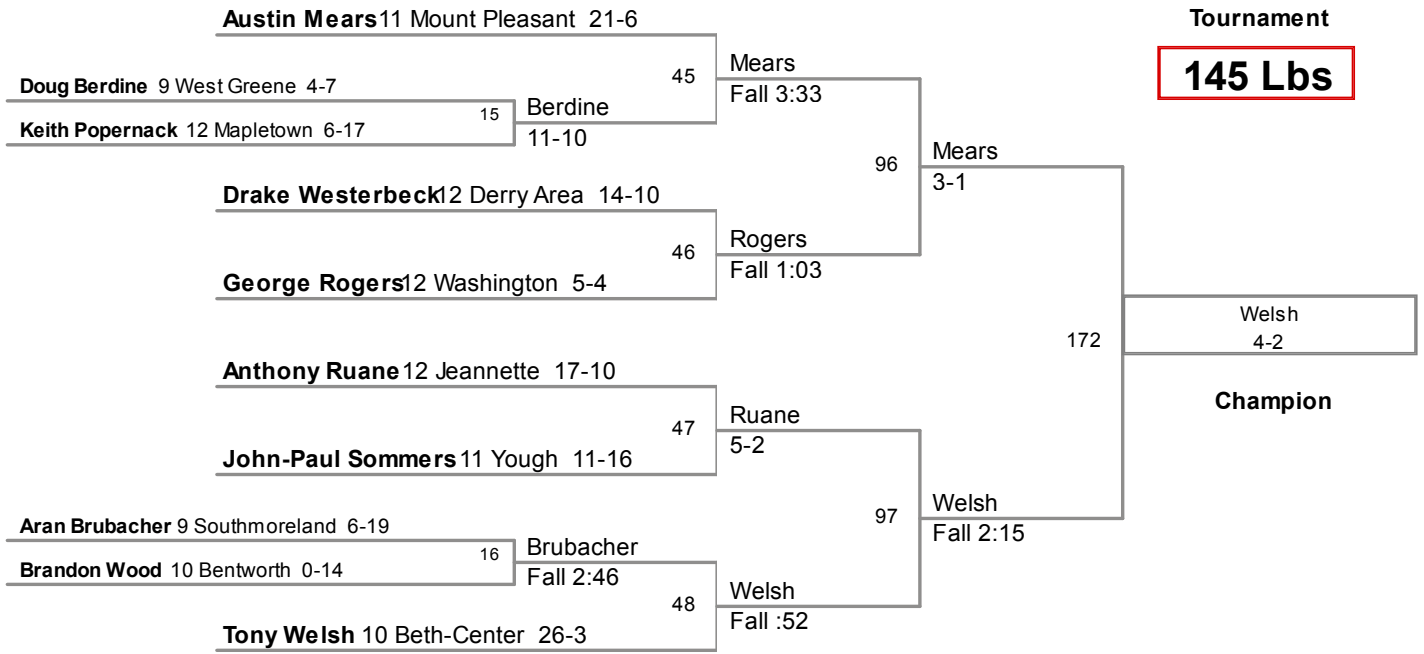 Austin Mears 11 Mount Pleasant 21-6
Tournament
145 Lbs
Doug Berdine 9 West Greene 4-7
15
Keith Popernack 12 Mapletown 6-17
Berdine
11-10
45
Mears
Fall 3:33
Drake Westerbeck 12 Derry Area 14-10
46
George Rogers 12 Washington 5-4
Rogers
Fall 1:03
96
Mears
3-1
Anthony Ruane 12 Jeannette 17-10
47
John-Paul Sommers 11 Yough 11-16
Ruane
5-2
Aran Brubacher 9 Southmoreland 6-19
16
Brandon Wood 10 Bentworth 0-14
Brubacher
Fall 2:46
48
Tony Welsh 10 Beth-Center 26-3
Welsh
Fall :52
97
Welsh
Fall 2:15
172
Welsh
4-2
Champion